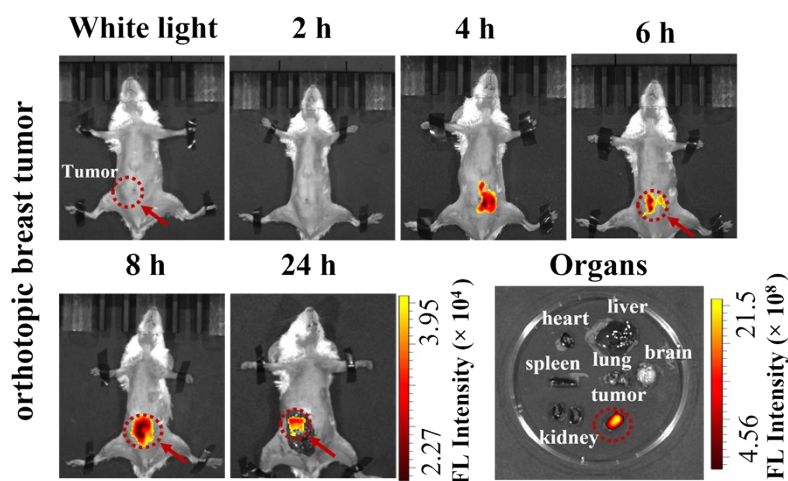 White light
2 h
4 h
6 h
orthotopic breast tumor
Tumor
8 h
24 h
Organs
3.95
2.27
FL Intensity (× 10⁴)
heart
liver
lung
brain
spleen
tumor
kidney
21.5
4.56
FL Intensity (× 10⁸)